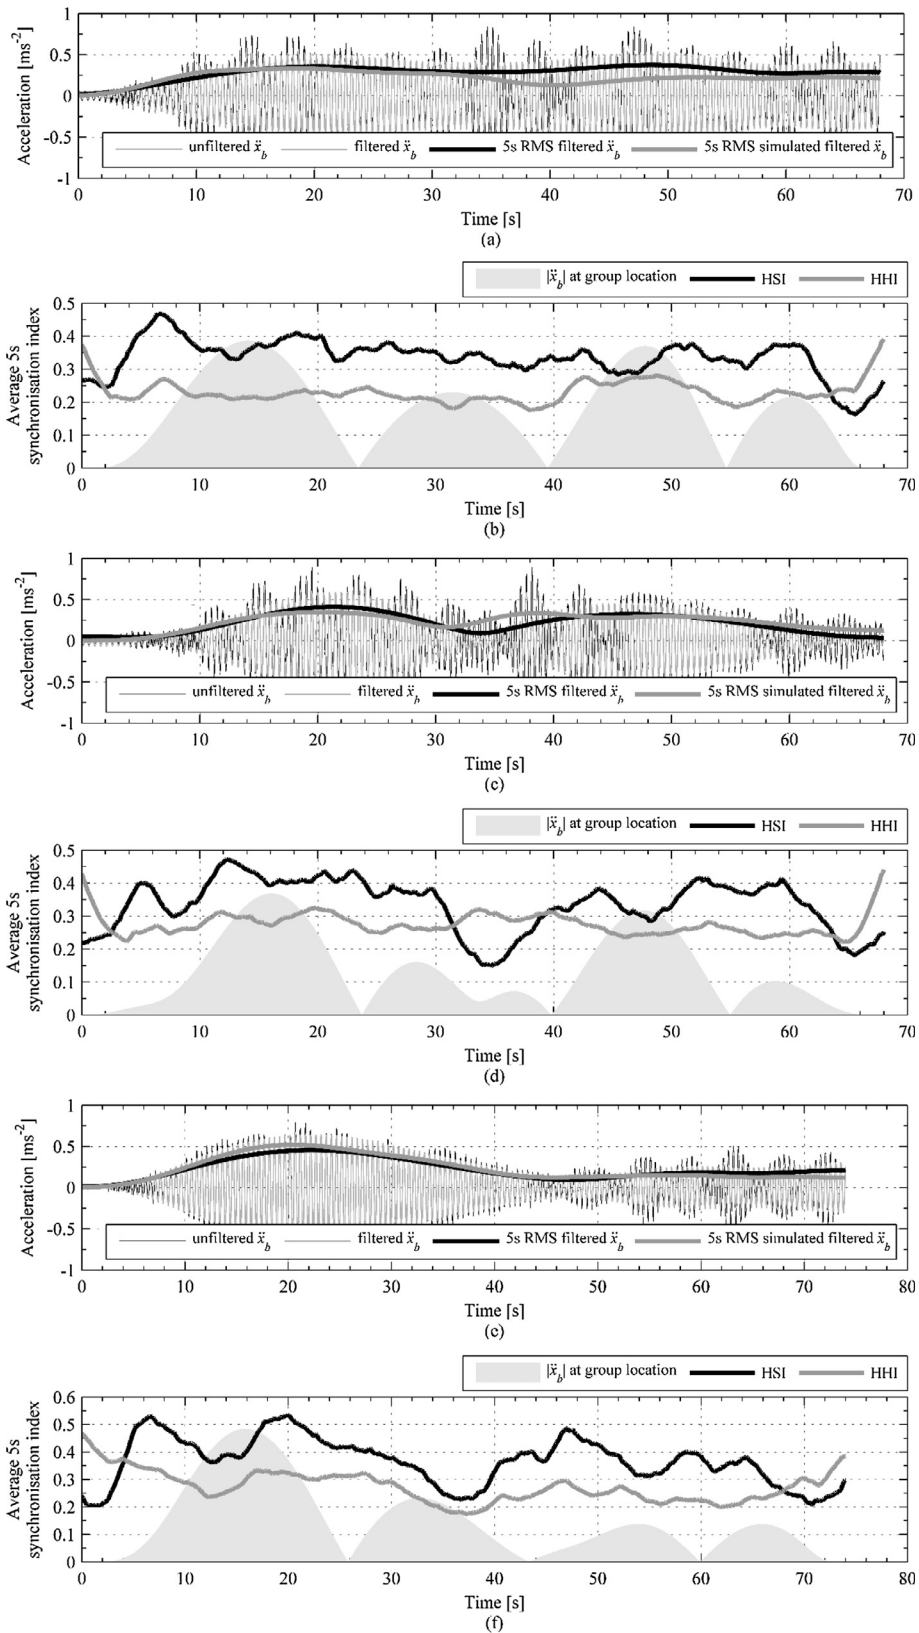 Acceleration [ms-2]
1
0.5
0
-0.5
-1
unfiltered ẍb
filtered ẍb
5s RMS filtered ẍb
5s RMS simulated filtered ẍb
0 10 20 30 40 50 60 70
Time [s]
(a)
|ẍb| at group location
HSI
HHI
Average 5s
synchronisation index
0.5
0.4
0.3
0.2
0.1
0
0 10 20 30 40 50 60 70
Time [s]
(b)
Acceleration [ms-2]
1
0.5
0
-0.5
-1
unfiltered ẍb
filtered ẍb
5s RMS filtered ẍb
5s RMS simulated filtered ẍb
0 10 20 30 40 50 60 70
Time [s]
(c)
|ẍb| at group location
HSI
HHI
Average 5s
synchronisation index
0.5
0.4
0.3
0.2
0.1
0
0 10 20 30 40 50 60 70
Time [s]
(d)
Acceleration [ms-2]
1
0.5
0
-0.5
-1
unfiltered ẍb
filtered ẍb
5s RMS filtered ẍb
5s RMS simulated filtered ẍb
0 10 20 30 40 50 60 70 80
Time [s]
(e)
|ẍb| at group location
HSI
HHI
Average 5s
synchronisation index
0.6
0.5
0.4
0.3
0.2
0.1
0
0 10 20 30 40 50 60 70 80
Time [s]
(f)